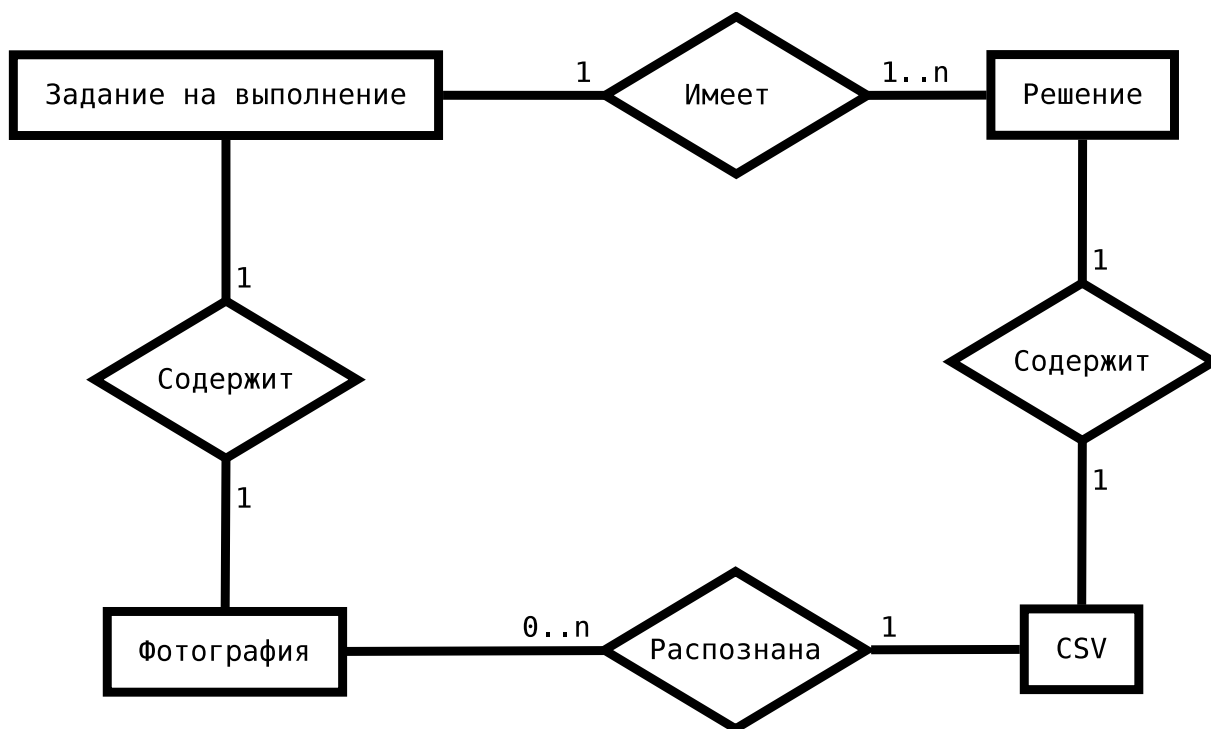 Задание на выполнение
1
Имеет
1..n
Решение
1
1
Содержит
Содержит
1
1
Фотография
0..n
Распознана
1
CSV